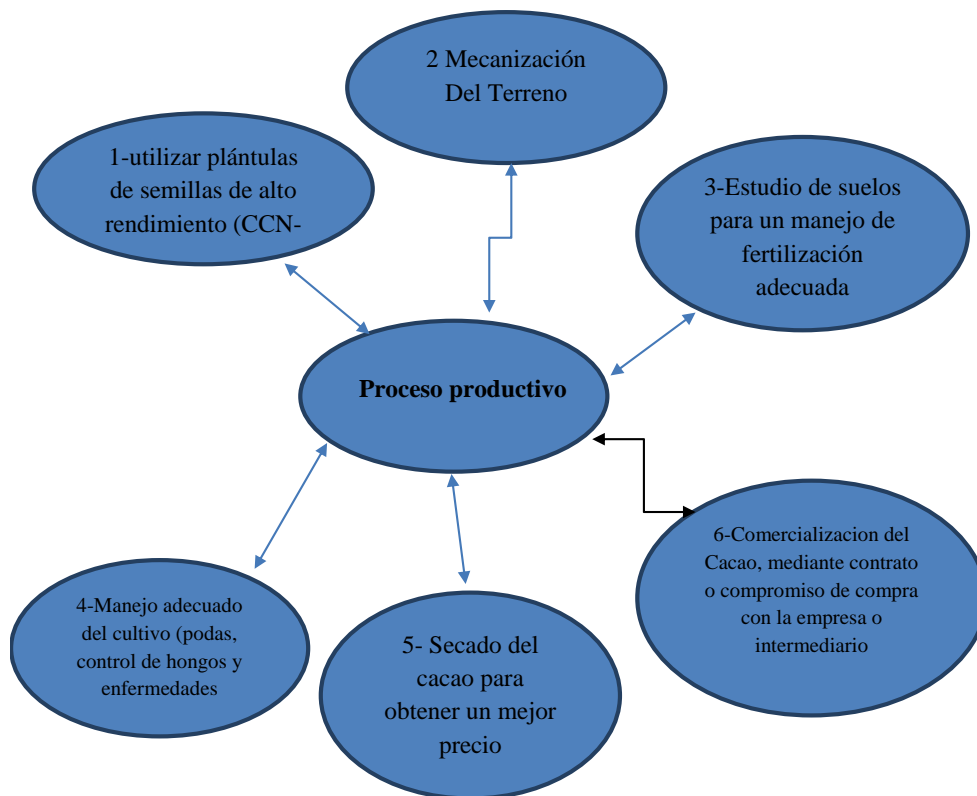 2 Mecanización
Del Terreno
1-utilizar plántulas
de semillas de alto
rendimiento (CCN-
3-Estudio de suelos
para un manejo de
fertilización
adecuada
Proceso productivo
6-Comercializacion del
Cacao, mediante contrato
o compromiso de compra
con la empresa o
intermediario
4-Manejo adecuado
del cultivo (podas,
control de hongos y
enfermedades
5- Secado del
cacao para
obtener un mejor
precio